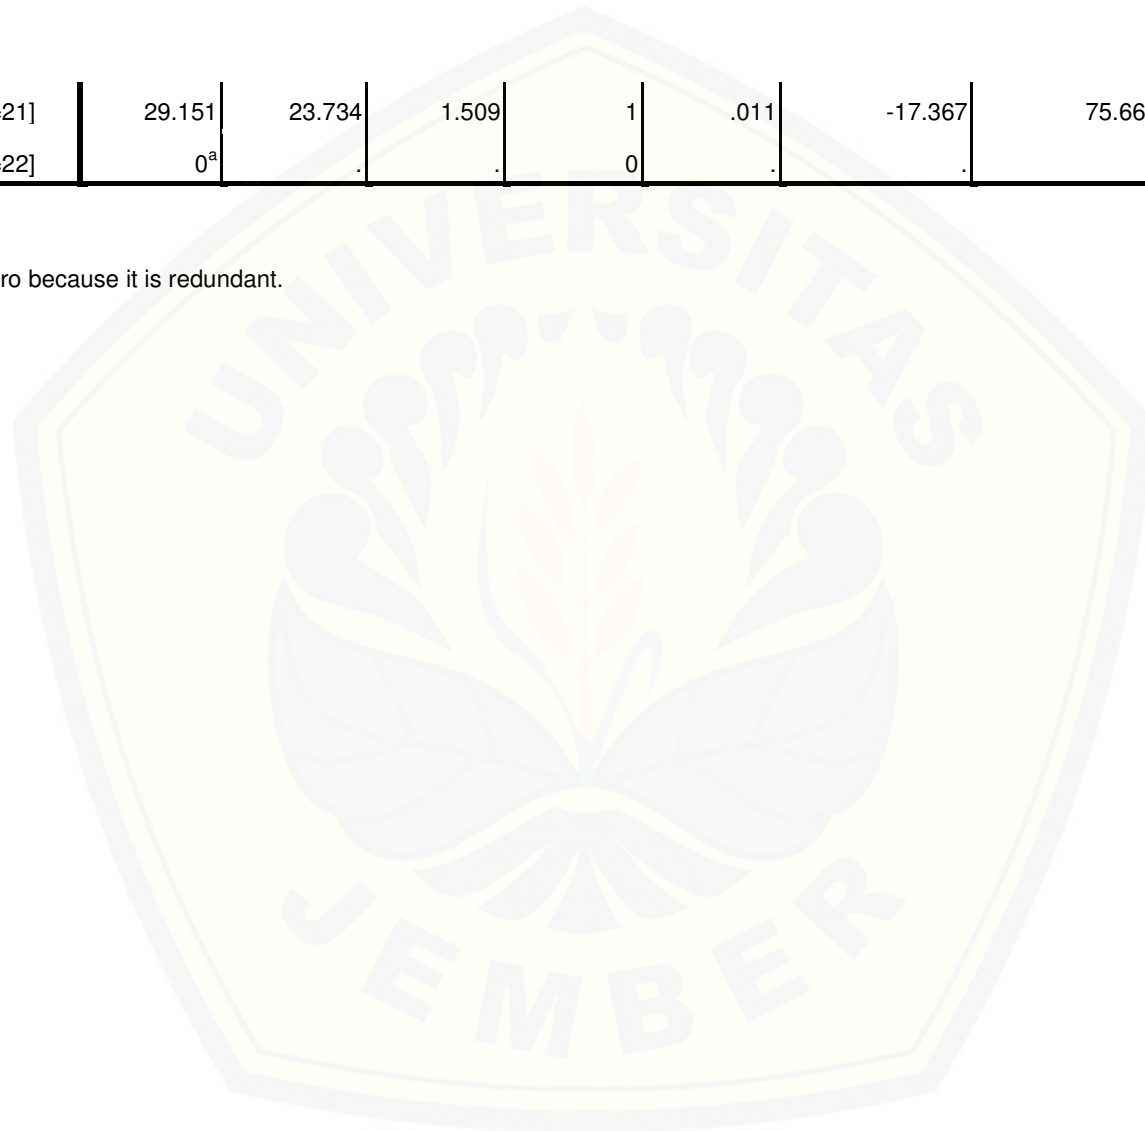 =21] 29.151 23.734 1.509 1 .011 -17.367 75.66
=22] 0a . . 0 . .
ro because it is redundant.
UNIVERSITAS
JEMBER